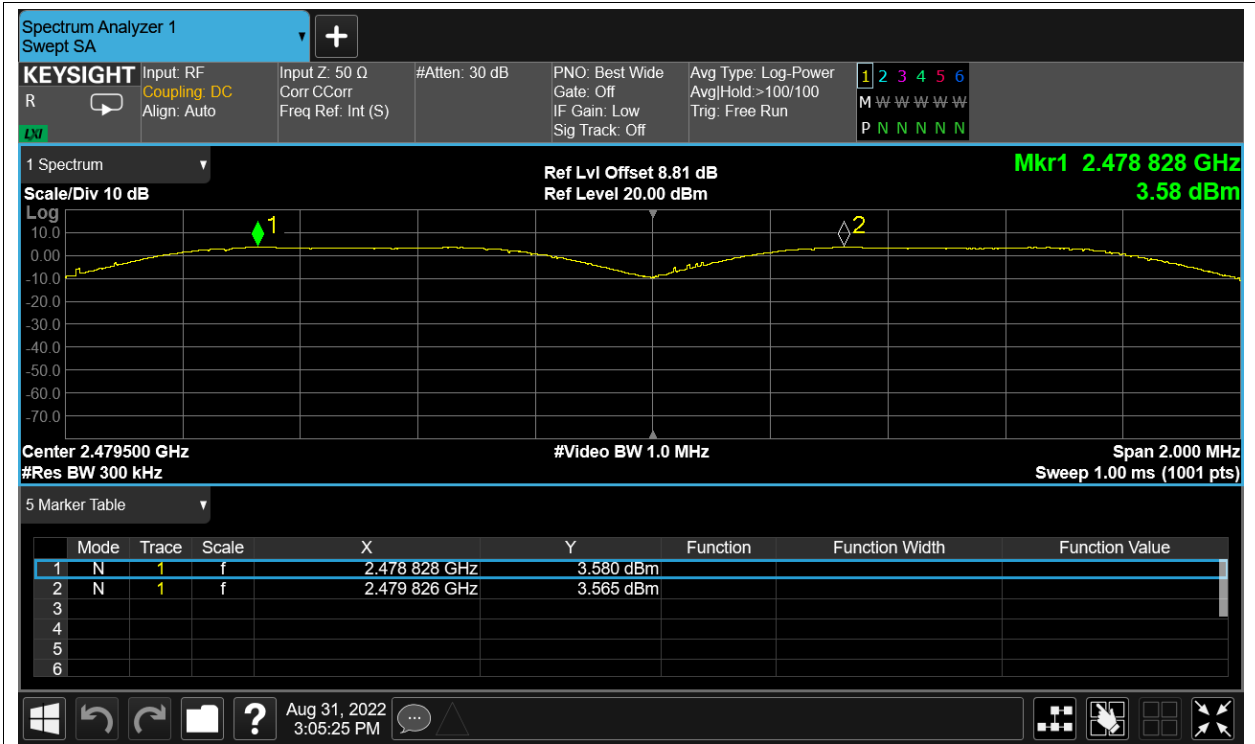 Spectrum Analyzer 1
Swept SA
KEYSIGHT
R
LXI
Input: RF
Coupling: DC
Align: Auto
Input Z: 50 Ω
Corr CCorr
Freq Ref: Int (S)
#Atten: 30 dB
PNO: Best Wide
Gate: Off
IF Gain: Low
Sig Track: Off
Avg Type: Log-Power
Avg|Hold:>100/100
Trig: Free Run
1 2 3 4 5 6
M W W W W W
P N N N N N
1 Spectrum
Scale/Div 10 dB
Ref Lvl Offset 8.81 dB
Ref Level 20.00 dBm
Mkr1 2.478 828 GHz
3.58 dBm
Log
10.0
0.00
-10.0
-20.0
-30.0
-40.0
-50.0
-60.0
-70.0
1
2
Center 2.479500 GHz
#Res BW 300 kHz
#Video BW 1.0 MHz
Span 2.000 MHz
Sweep 1.00 ms (1001 pts)
5 Marker Table
Mode Trace Scale X Y Function Function Width Function Value
1 N 1 f 2.478 828 GHz 3.580 dBm
2 N 1 f 2.479 826 GHz 3.565 dBm
3
4
5
6
?
Aug 31, 2022
3:05:25 PM